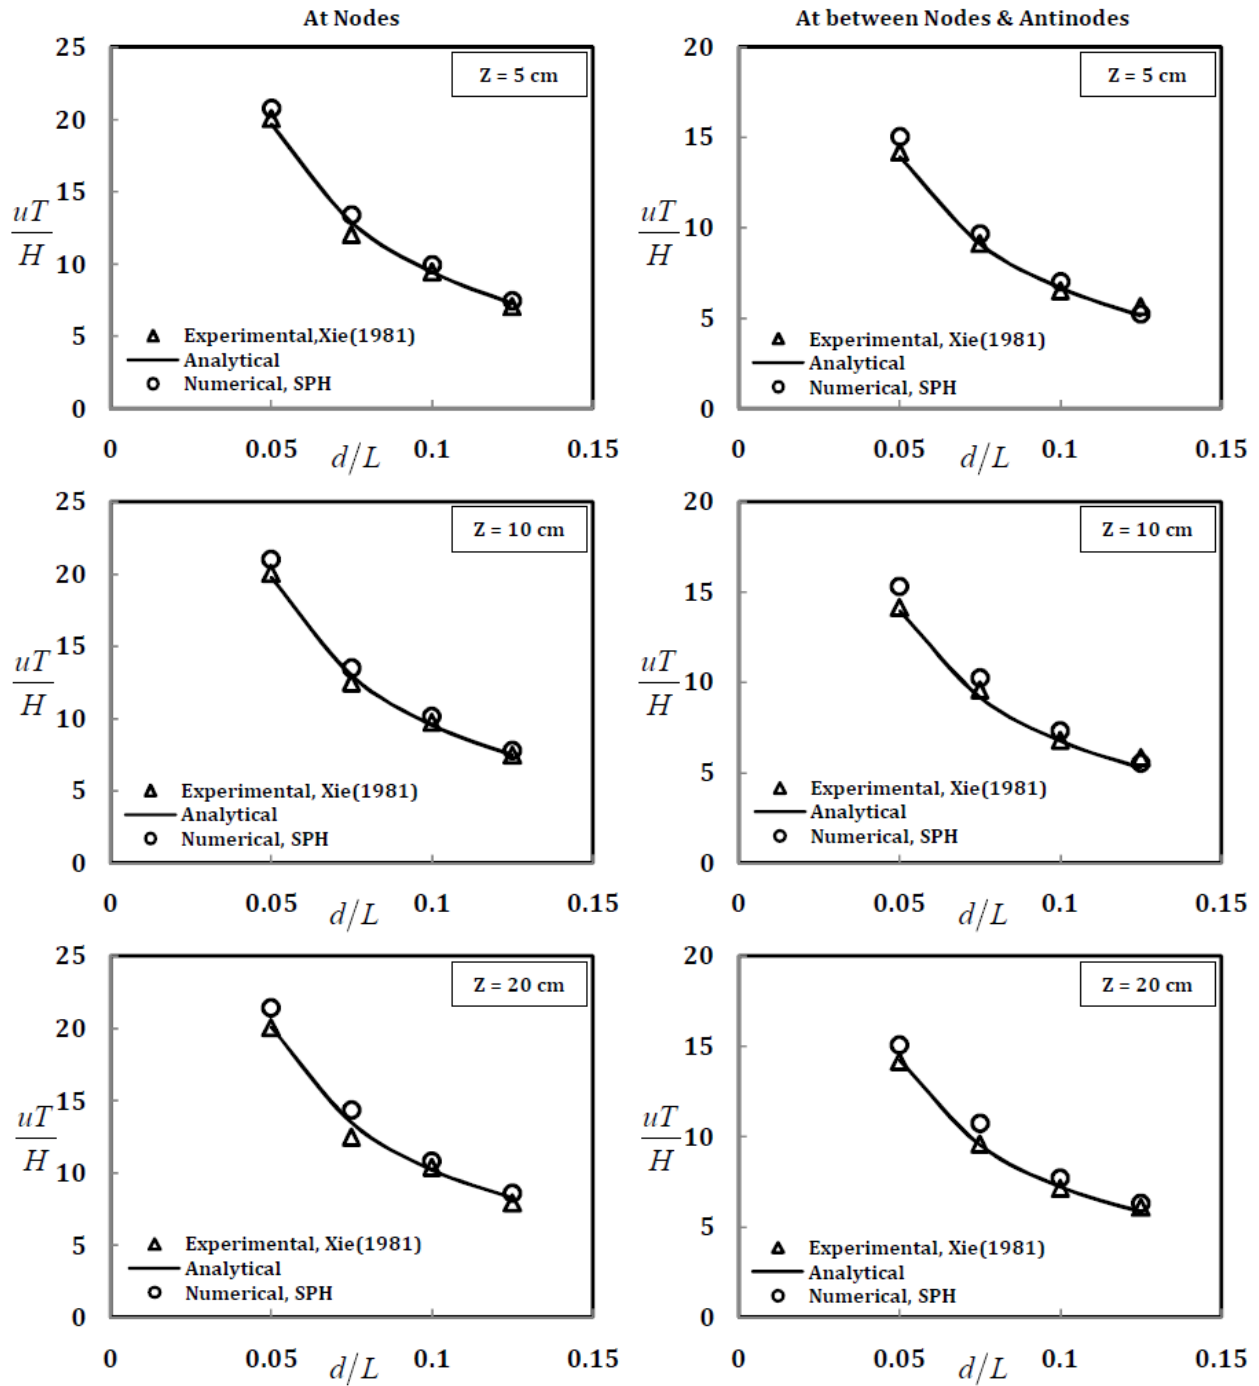 At Nodes
At between Nodes & Antinodes
25
20
15
10
5
0
uT
H
Z = 5 cm
Experimental,Xie(1981)
Analytical
Numerical, SPH
0
0.05
0.1
0.15
d/L
20
15
10
5
0
uT
H
Z = 5 cm
Experimental, Xie(1981)
Analytical
Numerical, SPH
0
0.05
0.1
0.15
d/L
25
20
15
10
5
0
uT
H
Z = 10 cm
Experimental, Xie(1981)
Analytical
Numerical, SPH
0
0.05
0.1
0.15
d/L
20
15
10
5
0
uT
H
Z = 10 cm
Experimental, Xie(1981)
Analytical
Numerical, SPH
0
0.05
0.1
0.15
d/L
25
20
15
10
5
0
uT
H
Z = 20 cm
Experimental, Xie(1981)
Analytical
Numerical, SPH
0
0.05
0.1
0.15
d/L
20
15
10
5
0
uT
H
Z = 20 cm
Experimental, Xie(1981)
Analytical
Numerical, SPH
0
0.05
0.1
0.15
d/L